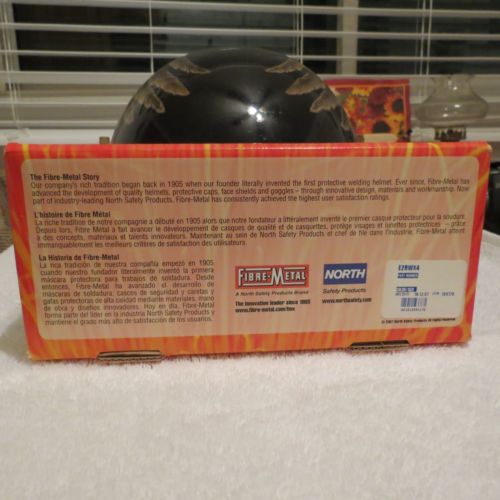 The Fibre-Metal Story
Our company's rich tradition began back in 1905 when our founder literally invented the first protective welding helmet. Ever since, Fibre-Metal has
advanced the development of quality helmets, protective caps, face shields and goggles – through innovative design, materials and workmanship. Now
part of industry-leading North Safety Products, Fibre-Metal has consistently achieved the highest user satisfaction ratings.
L'histoire de Fibre Métal
La riche tradition de notre compagnie a débuté en 1905 alors que notre fondateur a littéralement inventé le premier casque protecteur pour la soudure.
Depuis lors, Fibre Metal a fait avancer le développement de casques de qualité et de casquettes, protège visages et lunettes protectrices – grâce
à des concepts, matériaux et talents innovateurs. Maintenant au sein de North Safety Products et chef de file dans l'industrie, Fibre-Metal atteint
immanquablement les meilleurs critères de satisfaction des utilisateurs.
La Historia de Fibre-Metal
La rica tradición de nuestra compañía empezó en 1905
cuando nuestro fundador literalmente inventó la primera
máscara protectora para trabajos de soldadura. Desde
entonces, Fibre-Metal ha avanzado el desarrollo de
máscaras de soldadura, cascos de seguridad y caretas y
gafas protectoras de alta calidad mediante materiales, mano
de obra y diseños innovadores. Hoy en día, Fibre-Metal
forma parte del líder en la industria North Safety Products y
mantiene el grado más alto de satisfacción de los usuarios.
FIBRE-METAL
A North Safety Products Brand
The innovative leader since 1905
www.fibre-metal.com/hox
NORTH
Safety Products
www.northsafety.com
PART NUMBER
© 2007 North Safety Products All Rights Reserved